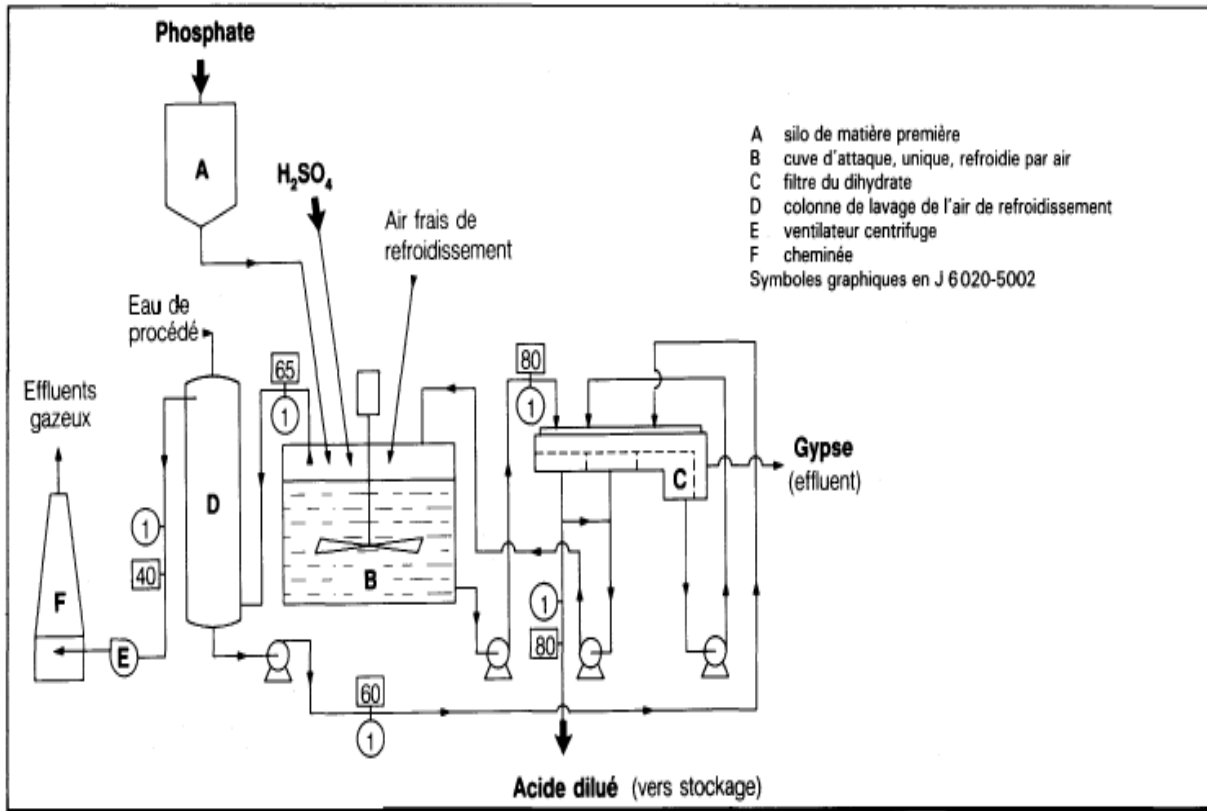 Phosphate
A
H₂SO₄
Air frais de
refroidissement
A silo de matière première
B cuve d'attaque, unique, refroidie par air
C filtre du dihydrate
D colonne de lavage de l'air de refroidissement
E ventilateur centrifuge
F cheminée
Symboles graphiques en J 6 020-5002
Eau de
procédé
Effluents
gazeux
65
1
80
1
D
B
C
Gypse
(effluent)
1
40
F
E
1
80
60
1
Acide dilué (vers stockage)